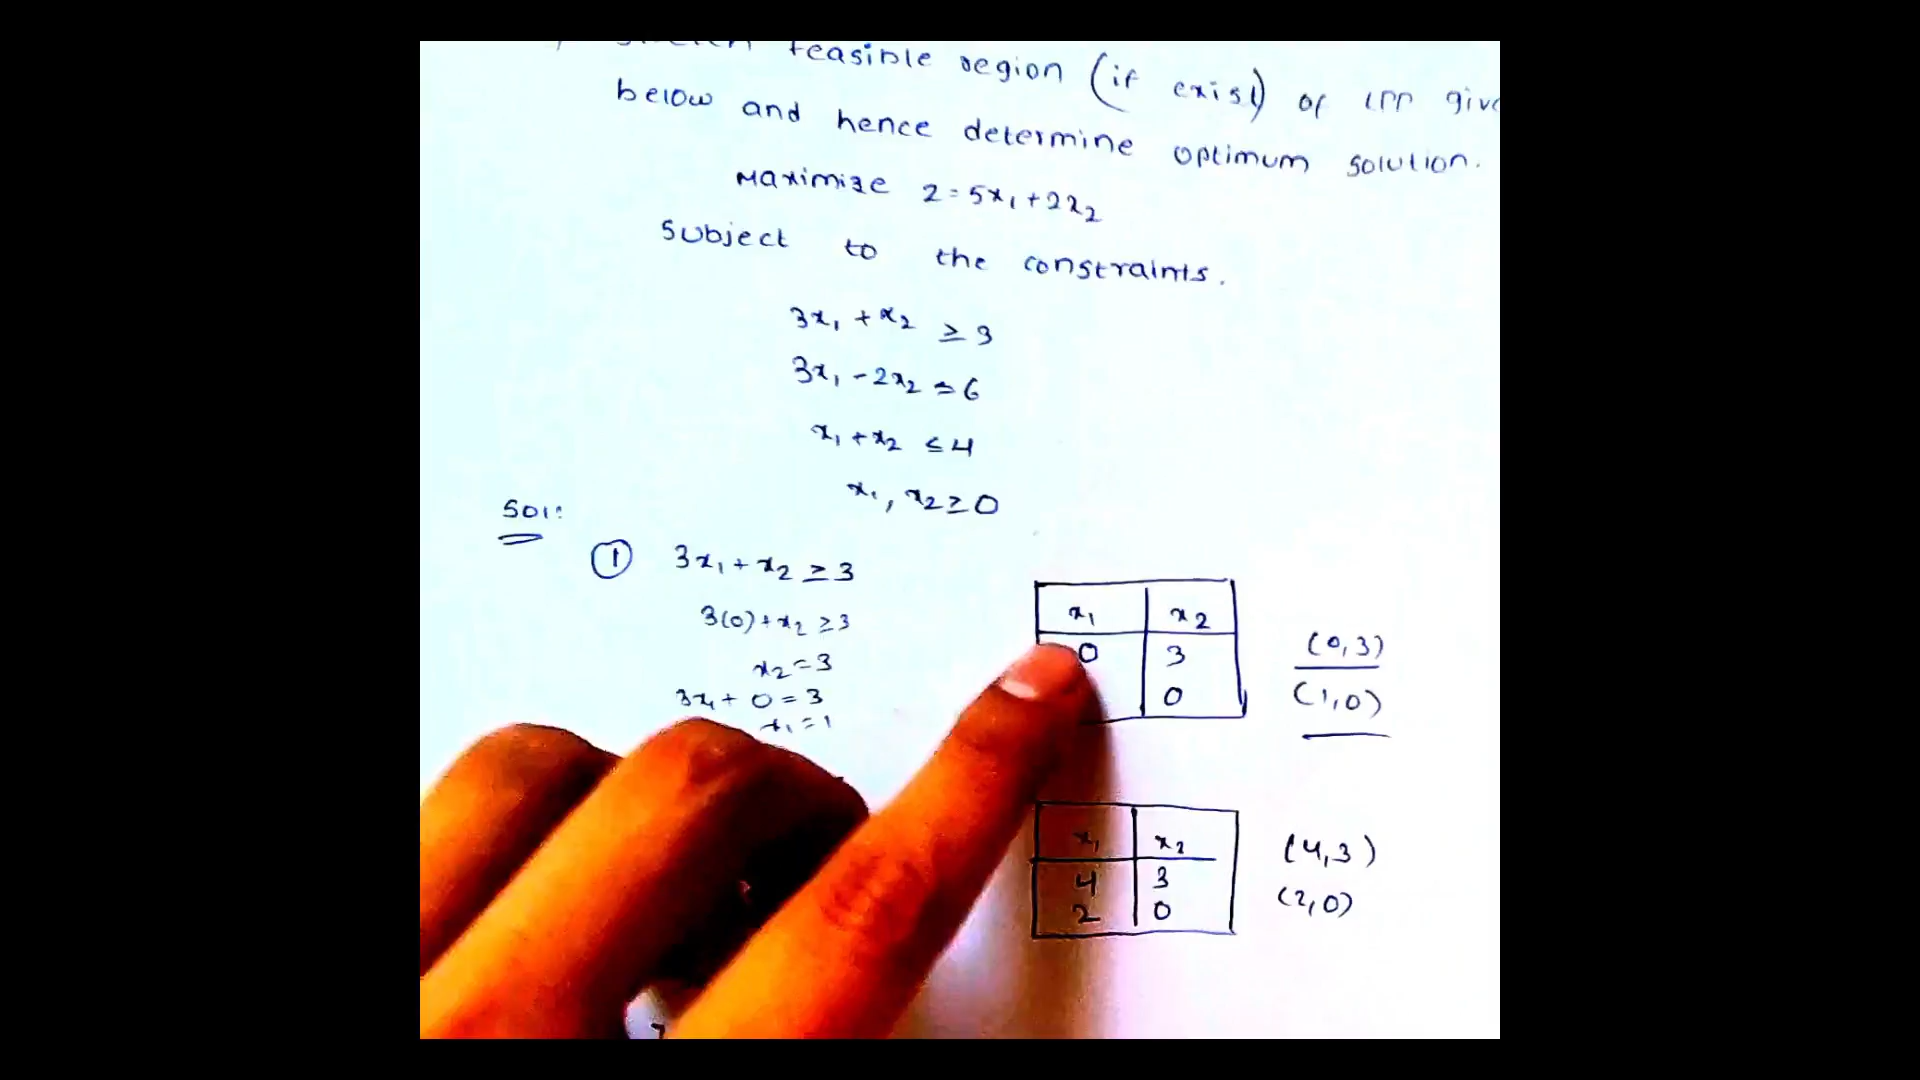 feasible region (if exist) of LPP give
below and hence determine optimum solution.
Maximize z=5x₁+2x₂
Subject to the constraints.
3x₁ + x₂ ≥ 3
3x₁ - 2x₂ ≤ 6
x₁ + x₂ ≤ 4
x₁, x₂ ≥ 0
Sol:
① 3x₁ + x₂ ≥ 3
3(0) + x₂ ≥ 3
x₂ = 3
3x₁ + 0 = 3
x₁ = 1
x₁ x₂
0 3
0
(0,3)
(1,0)
x₁ x₂
4 3
2 0
(4,3)
(2,0)